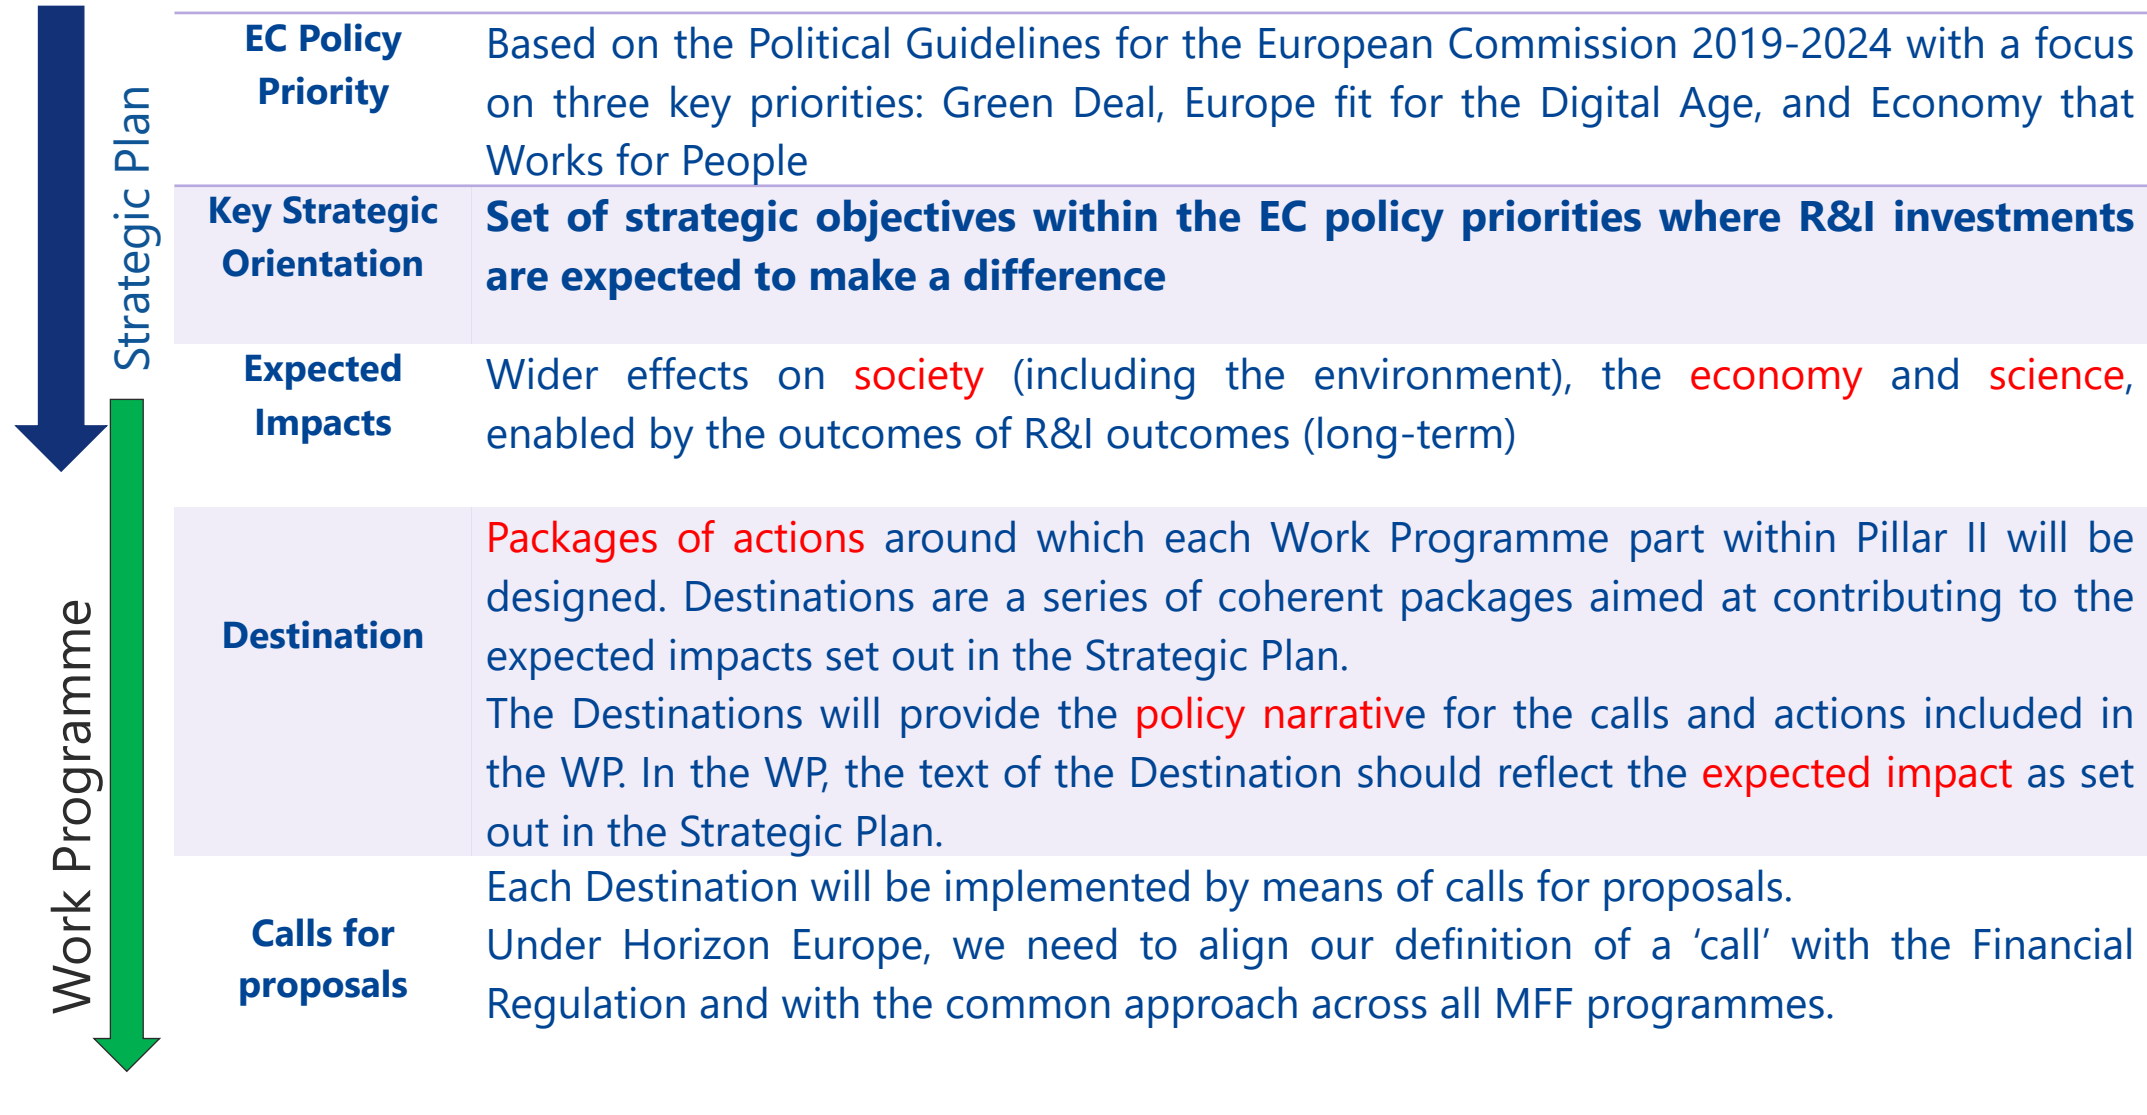 Strategic Plan
EC Policy
Priority
Based on the Political Guidelines for the European Commission 2019-2024 with a focus
on three key priorities: Green Deal, Europe fit for the Digital Age, and Economy that
Works for People
Key Strategic
Orientation
Set of strategic objectives within the EC policy priorities where R&I investments
are expected to make a difference
Expected
Impacts
Wider effects on society (including the environment), the economy and science,
enabled by the outcomes of R&I outcomes (long-term)
Work Programme
Destination
Packages of actions around which each Work Programme part within Pillar II will be
designed. Destinations are a series of coherent packages aimed at contributing to the
expected impacts set out in the Strategic Plan.
The Destinations will provide the policy narrative for the calls and actions included in
the WP. In the WP, the text of the Destination should reflect the expected impact as set
out in the Strategic Plan.
Calls for
proposals
Each Destination will be implemented by means of calls for proposals.
Under Horizon Europe, we need to align our definition of a ‘call’ with the Financial
Regulation and with the common approach across all MFF programmes.